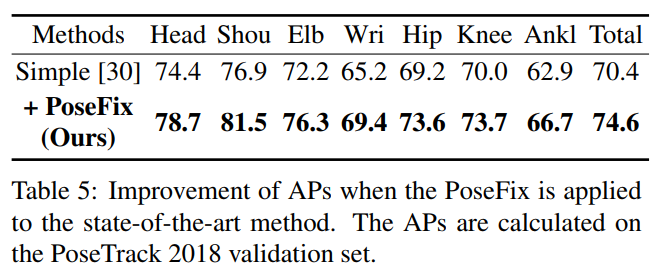 Methods Head Shou Elb Wri Hip Knee Ankl Total
Simple [30] 74.4 76.9 72.2 65.2 69.2 70.0 62.9 70.4
+ PoseFix
(Ours) 78.7 81.5 76.3 69.4 73.6 73.7 66.7 74.6
Table 5: Improvement of APs when the PoseFix is applied
to the state-of-the-art method. The APs are calculated on
the PoseTrack 2018 validation set.